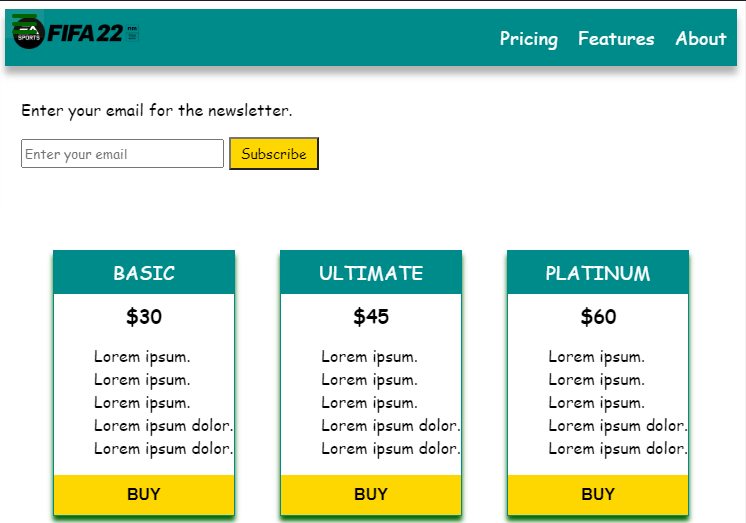 EA
SPORTS
FIFA 22
Pricing Features About
Enter your email for the newsletter.
Enter your email Subscribe
BASIC
$30
Lorem ipsum.
Lorem ipsum.
Lorem ipsum.
Lorem ipsum dolor.
Lorem ipsum dolor.
BUY
ULTIMATE
$45
Lorem ipsum.
Lorem ipsum.
Lorem ipsum.
Lorem ipsum dolor.
Lorem ipsum dolor.
BUY
PLATINUM
$60
Lorem ipsum.
Lorem ipsum.
Lorem ipsum.
Lorem ipsum dolor.
Lorem ipsum dolor.
BUY